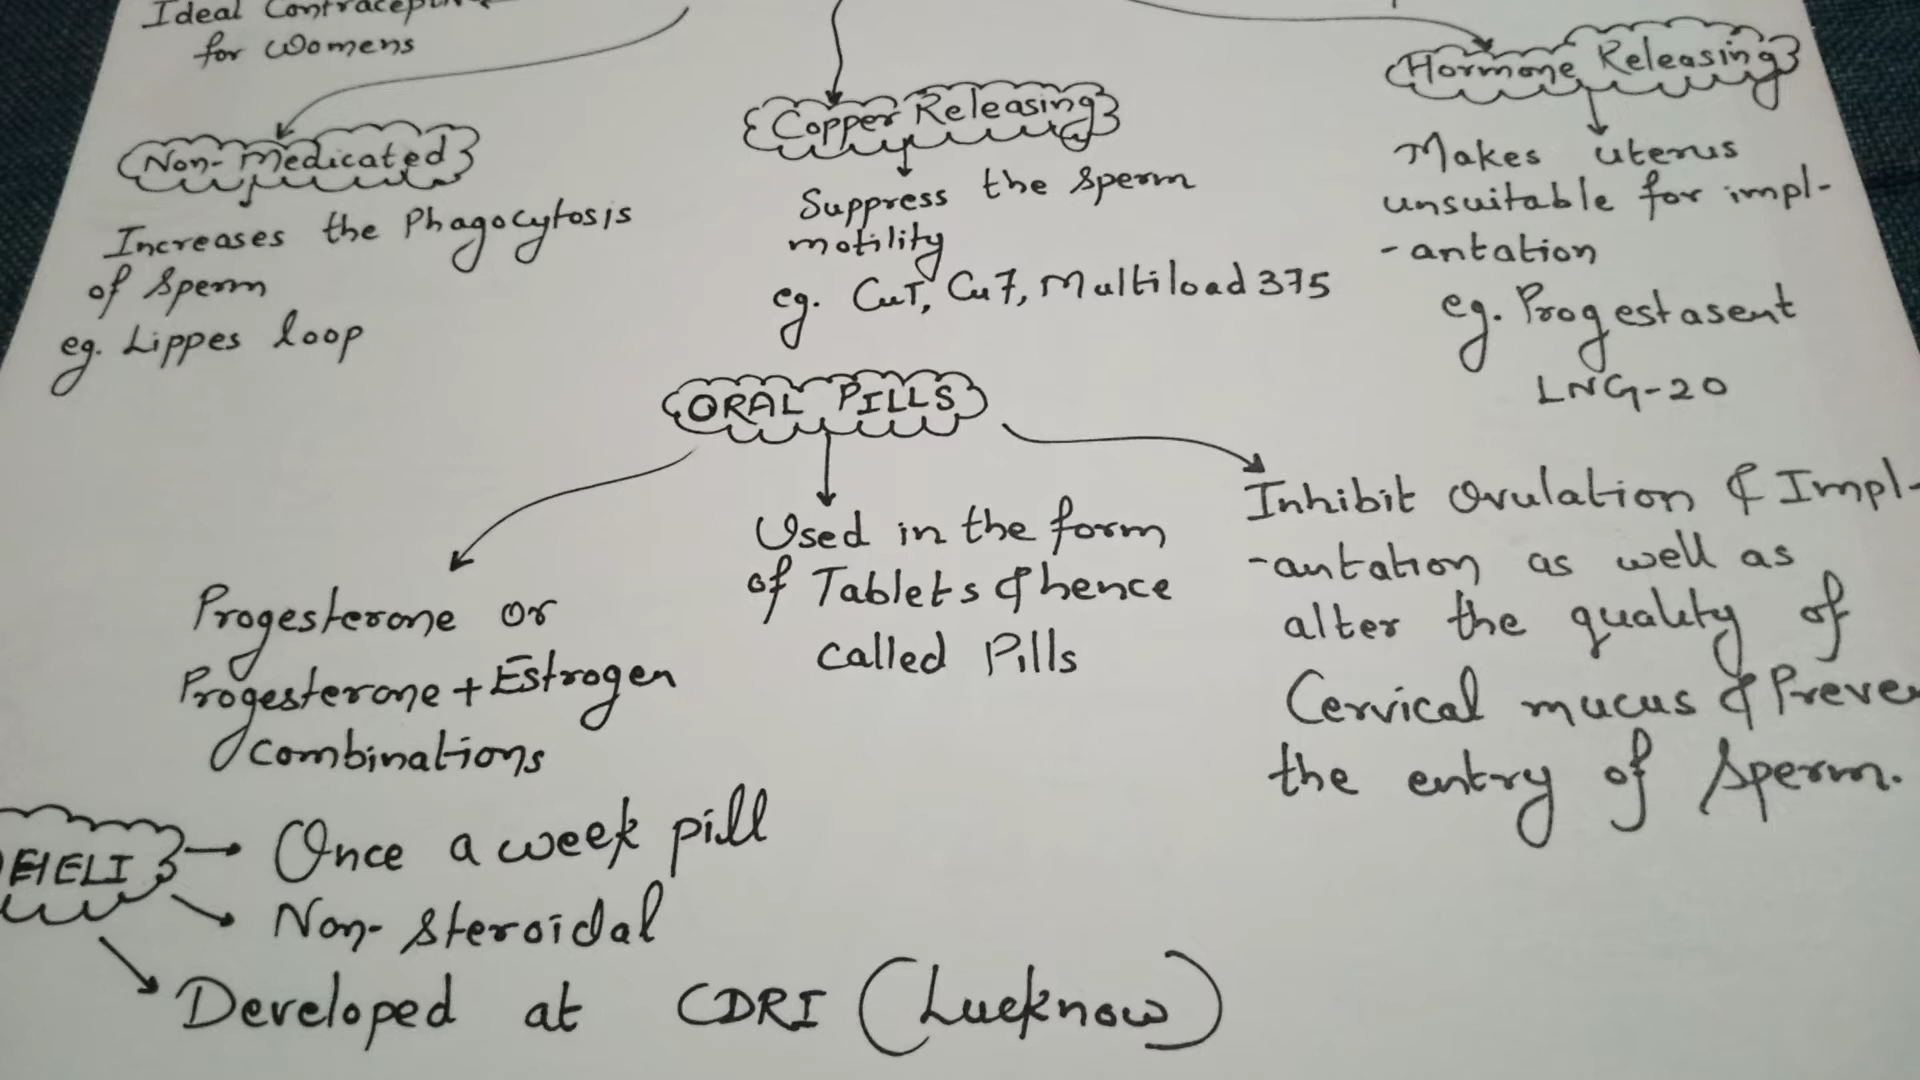 Ideal Contracept
for Womens
Non-Medicated
Increases the Phagocytosis
of Sperm
eg. Lippes loop
Copper Releasing
Suppress the Sperm
motility
eg. CuT, Cu7, Multiload 375
Hormone Releasing
Makes uterus
unsuitable for impl-
-antation
eg. Progestasent
LNG-20
ORAL PILLS
Progesterone or
Progesterone + Estrogen
combinations
Used in the form
of Tablets & hence
called Pills
Inhibit Ovulation & Impl-
-antation as well as
alter the quality of
Cervical mucus & Preve
the entry of Sperm.
EHELI
Once a week pill
Non-Steroidal
Developed at CDRI (Lucknow)